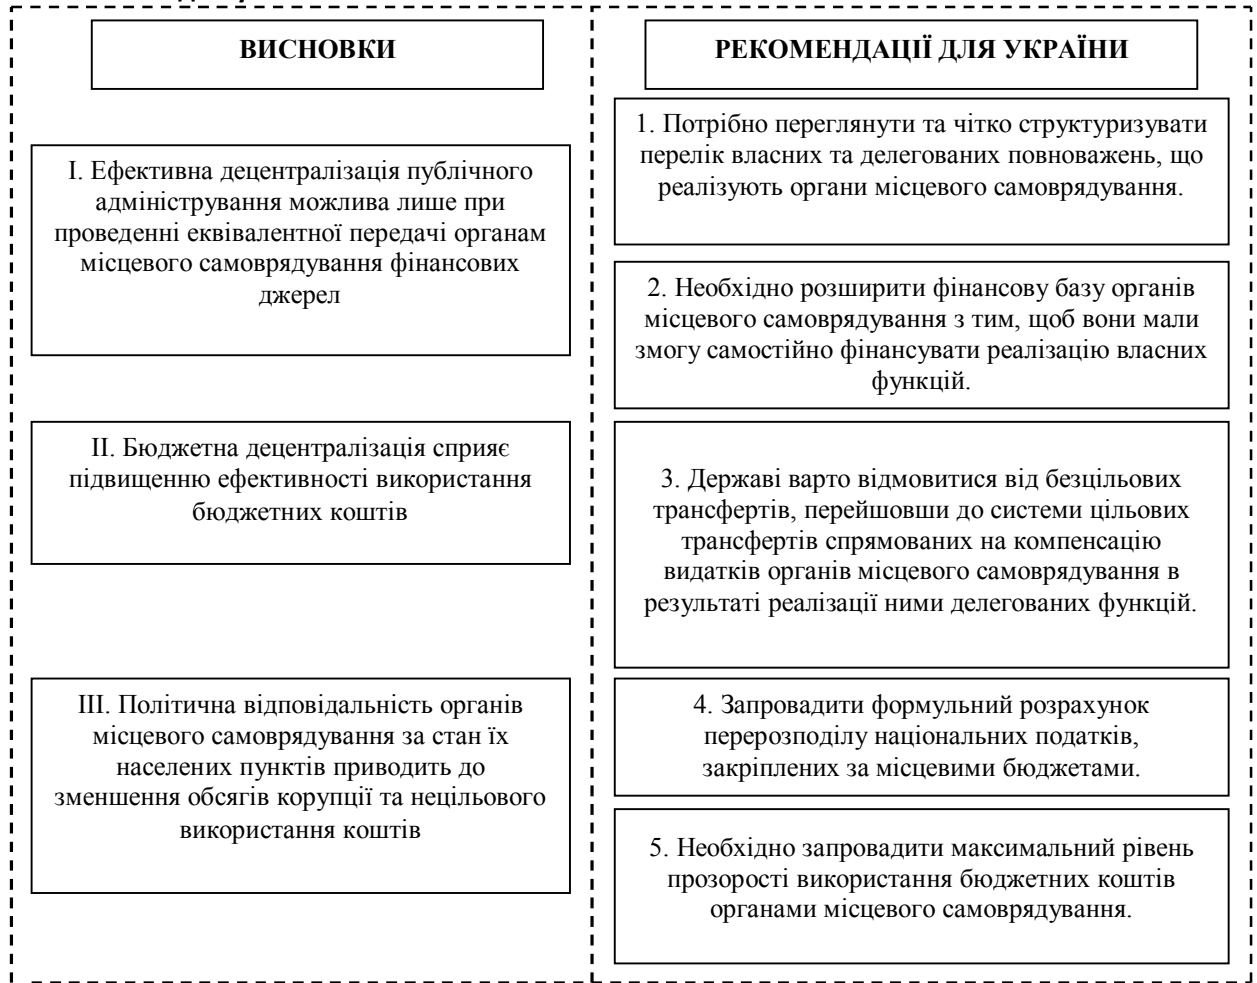 ВИСНОВКИ
І. Ефективна децентралізація публічного
адміністрування можлива лише при
проведенні еквівалентної передачі органам
місцевого самоврядування фінансових
джерел
ІІ. Бюджетна децентралізація сприяє
підвищенню ефективності використання
бюджетних коштів
ІІІ. Політична відповідальність органів
місцевого самоврядування за стан їх
населених пунктів приводить до
зменшення обсягів корупції та нецільового
використання коштів
РЕКОМЕНДАЦІЇ ДЛЯ УКРАЇНИ
1. Потрібно переглянути та чітко структуризувати
перелік власних та делегованих повноважень, що
реалізують органи місцевого самоврядування.
2. Необхідно розширити фінансову базу органів
місцевого самоврядування з тим, щоб вони мали
змогу самостійно фінансувати реалізацію власних
функцій.
3. Державі варто відмовитися від безцільових
трансфертів, перейшовши до системи цільових
трансфертів спрямованих на компенсацію
видатків органів місцевого самоврядування в
результаті реалізації ними делегованих функцій.
4. Запровадити формульний розрахунок
перерозподілу національних податків,
закріплених за місцевими бюджетами.
5. Необхідно запровадити максимальний рівень
прозорості використання бюджетних коштів
органами місцевого самоврядування.